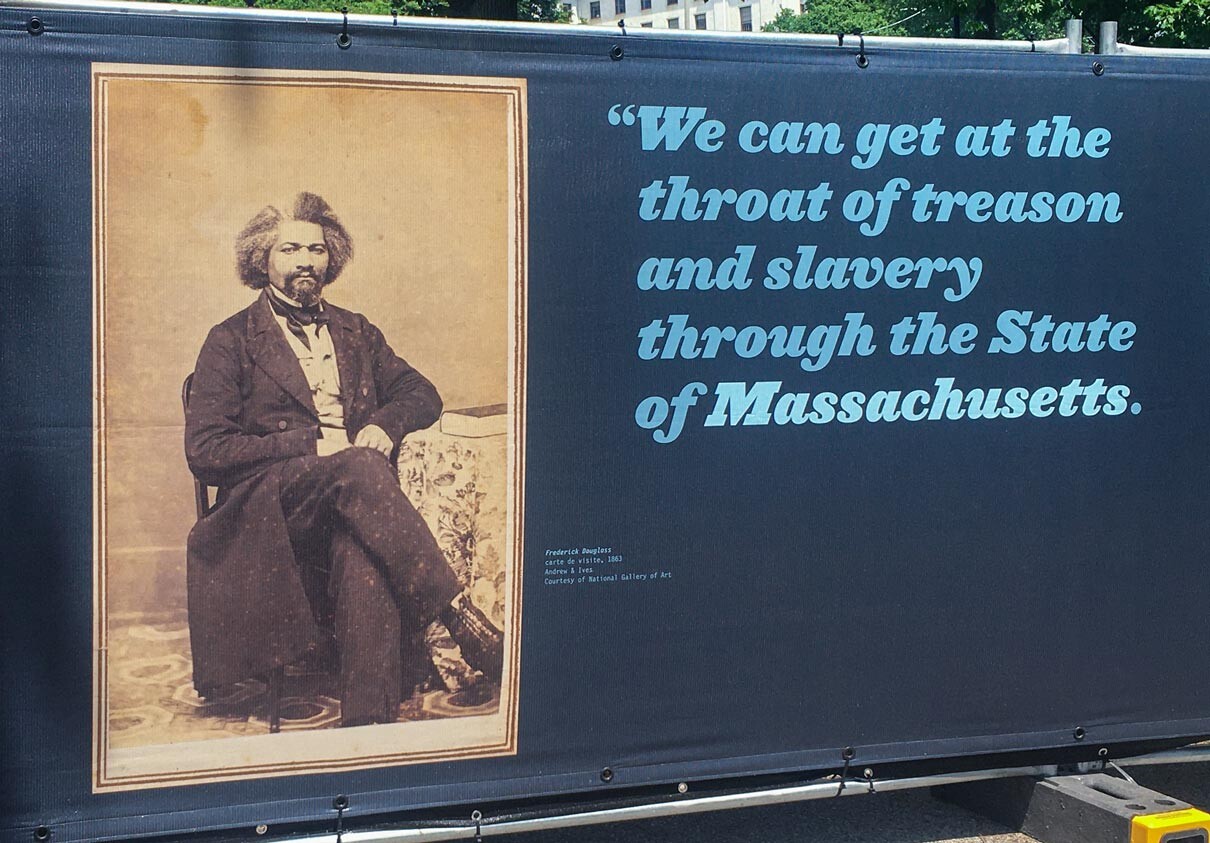 “We can get at the
throat of treason
and slavery
through the State
of Massachusetts.
Frederick Douglass
carte de visite, 1863
Andrew & Ives
Courtesy of National Gallery of Art